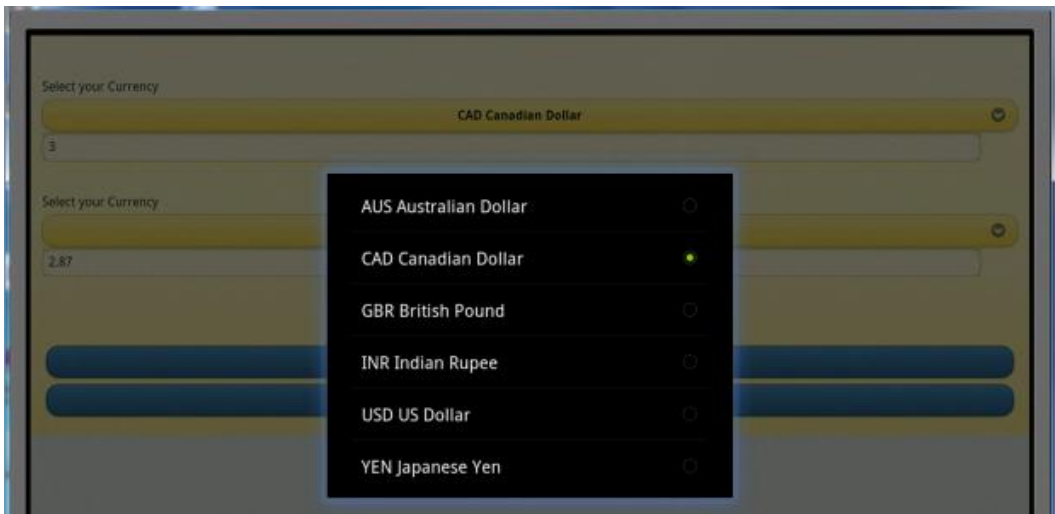 Select your Currency
CAD Canadian Dollar
3
Select your Currency
2.87
AUS Australian Dollar
CAD Canadian Dollar
GBR British Pound
INR Indian Rupee
USD US Dollar
YEN Japanese Yen